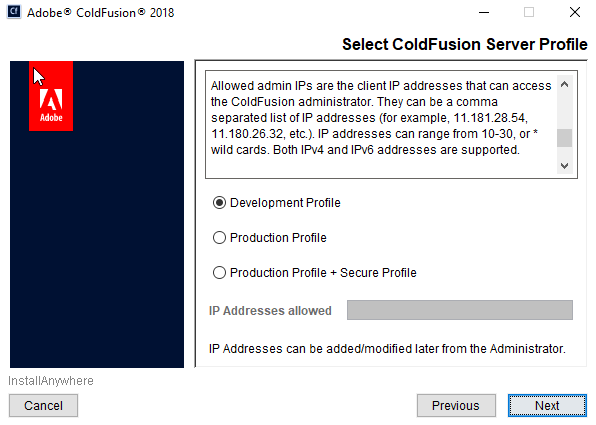 Cf Adobe® ColdFusion® 2018
Select ColdFusion Server Profile
Adobe
Allowed admin IPs are the client IP addresses that can access
the ColdFusion administrator. They can be a comma
separated list of IP addresses (for example, 11.181.28.54,
11.180.26.32, etc.). IP addresses can range from 10-30, or *
wild cards. Both IPv4 and IPv6 addresses are supported.
Development Profile
Production Profile
Production Profile + Secure Profile
IP Addresses allowed
IP Addresses can be added/modified later from the Administrator.
InstallAnywhere
Cancel
Previous
Next